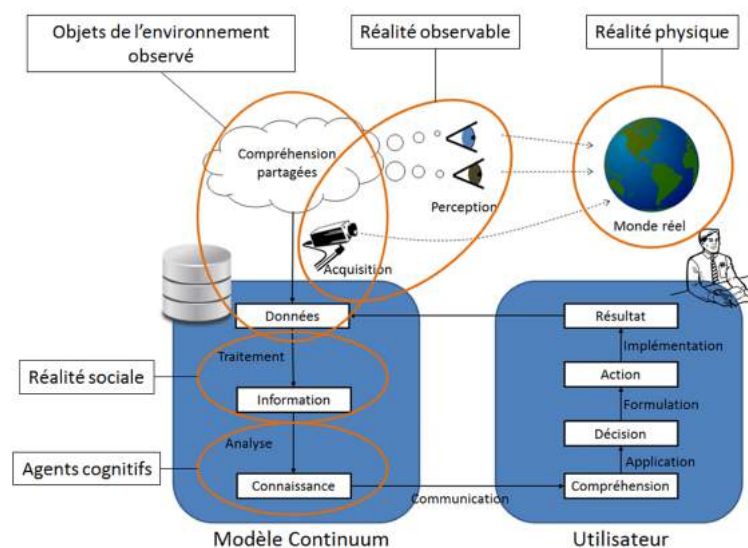 Objets de l'environnement
observé
Réalité observable
Réalité physique
Compréhension
partagées
Perception
Monde réel
Acquisition
Données
Résultat
Traitement
Implémentation
Réalité sociale
Action
Information
Formulation
Analyse
Décision
Agents cognitifs
Application
Connaissance
Compréhension
Communication
Modèle Continuum
Utilisateur